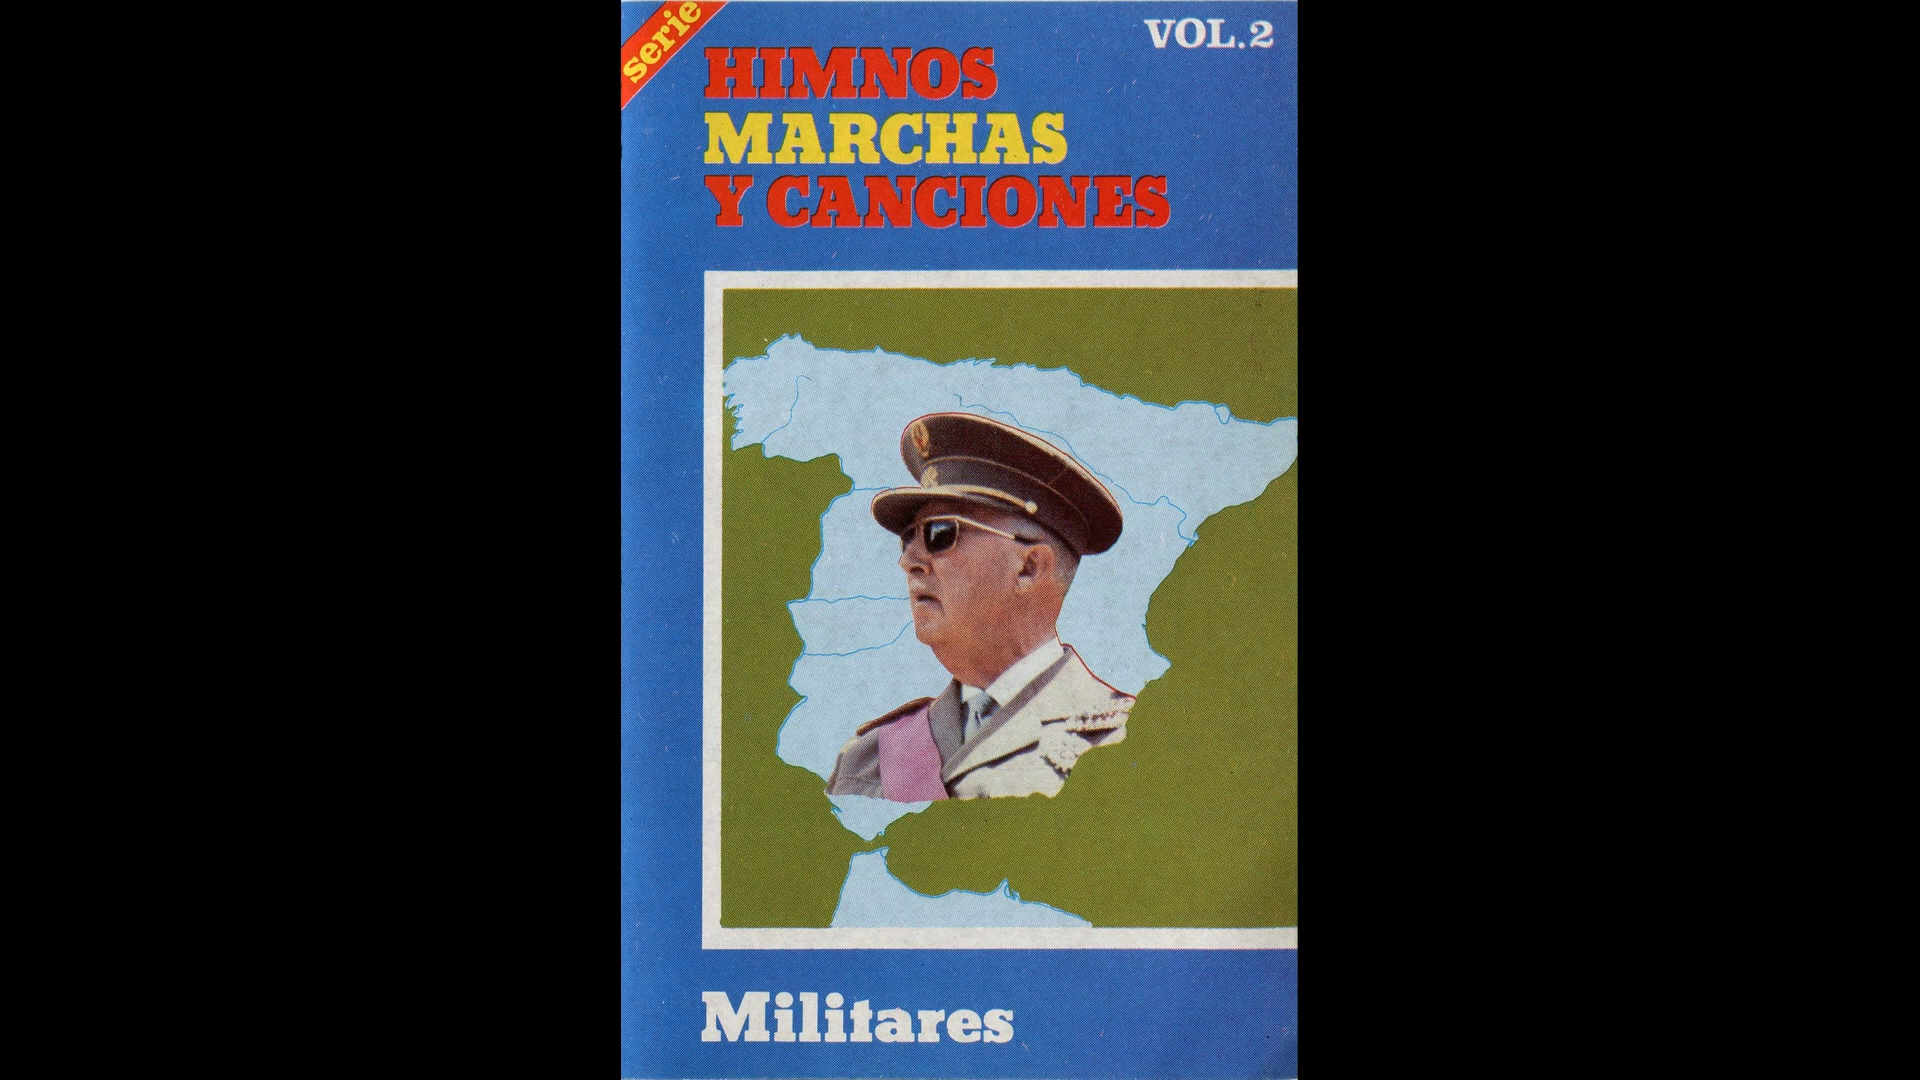 serie
VOL.2
HIMNOS
MARCHAS
Y CANCIONES
Militares